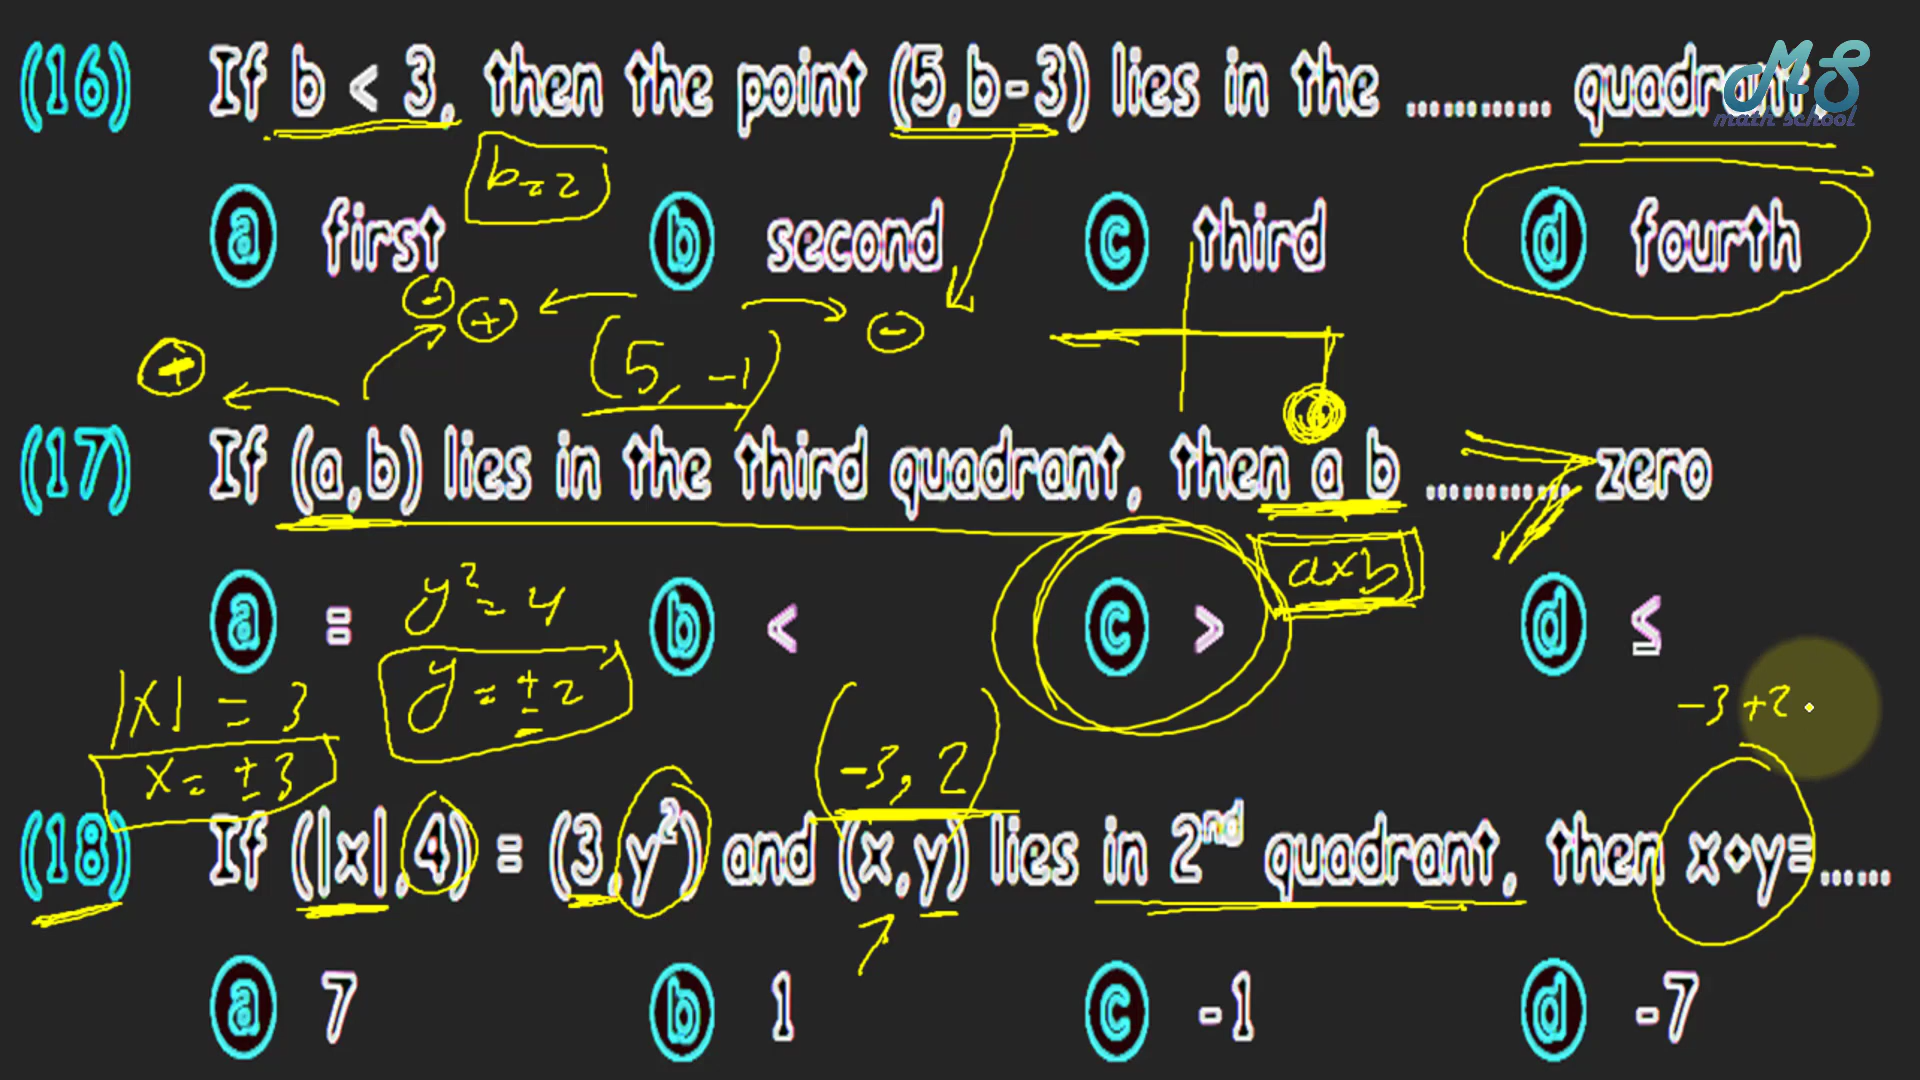 (16) If b < 3, then the point (5,b-3) lies in the ............ quadrant.
MS
math school
b=2
a first b second c third d fourth
- + -
+
(5, -1)
(17) If (a,b) lies in the third quadrant, then a b ............ zero
a×b
a = b < c > d ≤
y²=4
|x| = 3
y = ±2
-3+2
x = ±3
(-3, 2)
(18) If (|x|,4) = (3,y²) and (x,y) lies in 2nd quadrant, then x+y=......
a 7 b 1 c -1 d -7